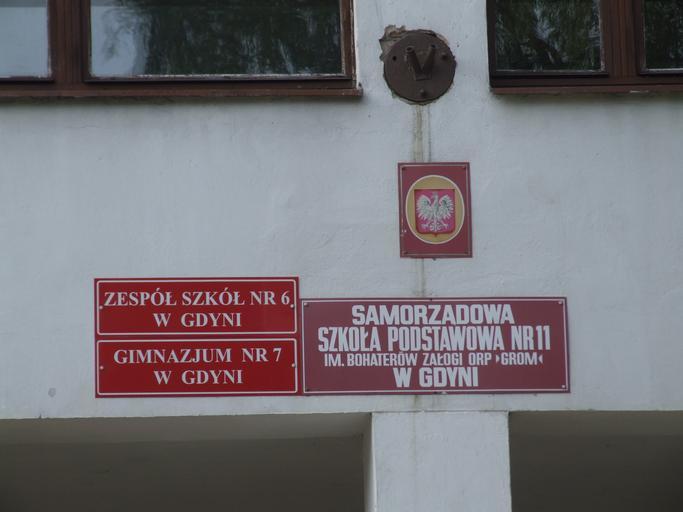 ZESPÓŁ SZKÓŁ NR 6
W GDYNI
GIMNAZJUM NR 7
W GDYNI
SAMORZĄDOWA
SZKOŁA PODSTAWOWA NR 11
IM. BOHATERÓW ZAŁOGI ORP "GROM"
W GDYNI